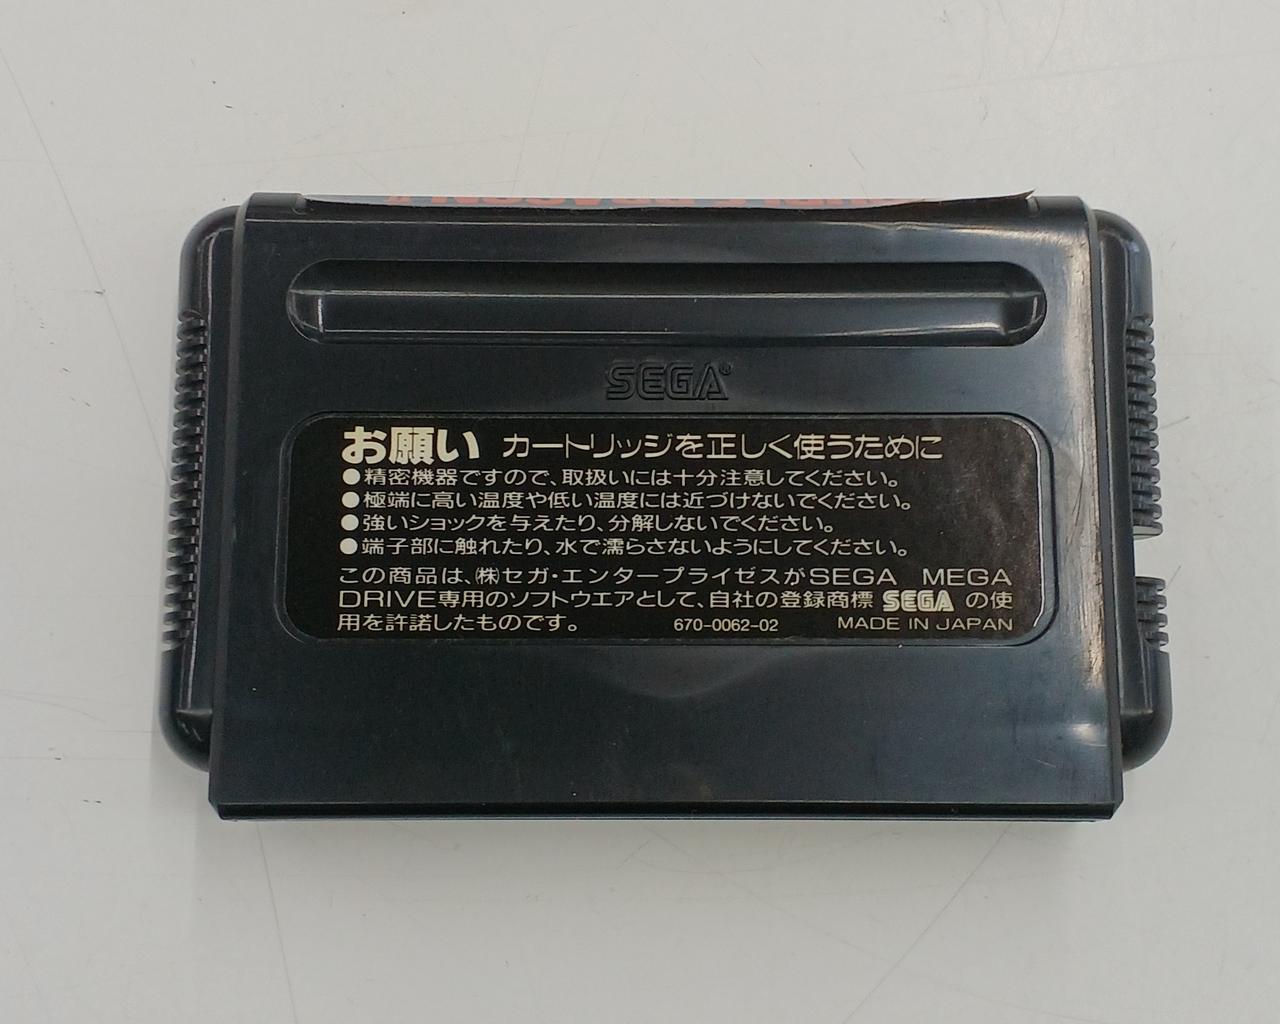 SEGA®
お願い カートリッジを正しく使うために
●精密機器ですので、取扱いには十分注意してください。
●極端に高い温度や低い温度には近づけないでください。
●強いショックを与えたり、分解しないでください。
●端子部に触れたり、水で濡らさないようにしてください。
この商品は、㈱セガ・エンタープライゼスがSEGA MEGA
DRIVE専用のソフトウエアとして、自社の登録商標 SEGA の使
用を許諾したものです。 670-0062-02 MADE IN JAPAN